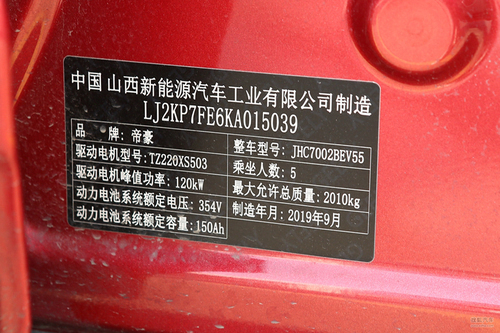 中国 山西新能源汽车工业有限公司制造
LJ2KP7FE6KA015039
品 牌: 帝豪
整车型号: JHC7002BEV55
驱动电机型号: TZ220XS503
乘坐人数: 5
驱动电机峰值功率: 120kW
最大允许总质量: 2010kg
动力电池系统额定电压: 354V
制造年月: 2019年9月
动力电池系统额定容量: 150Ah